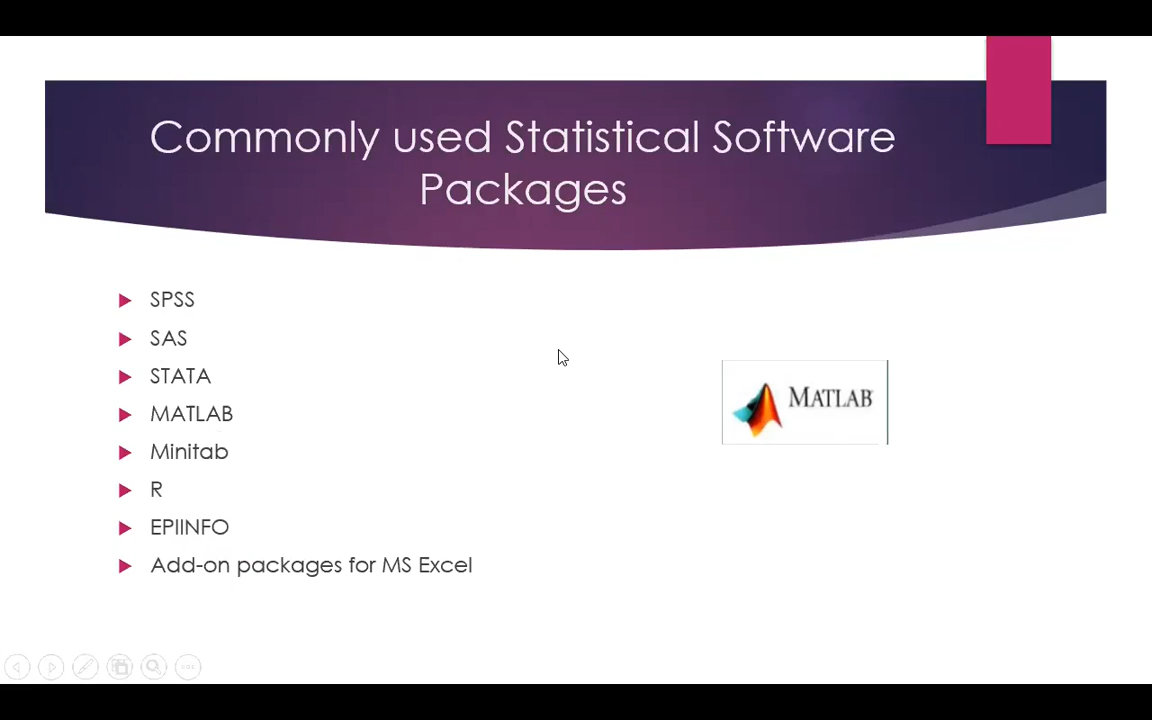 Commonly used Statistical Software
Packages
SPSS
SAS
STATA
MATLAB
Minitab
R
EPIINFO
Add-on packages for MS Excel
MATLAB